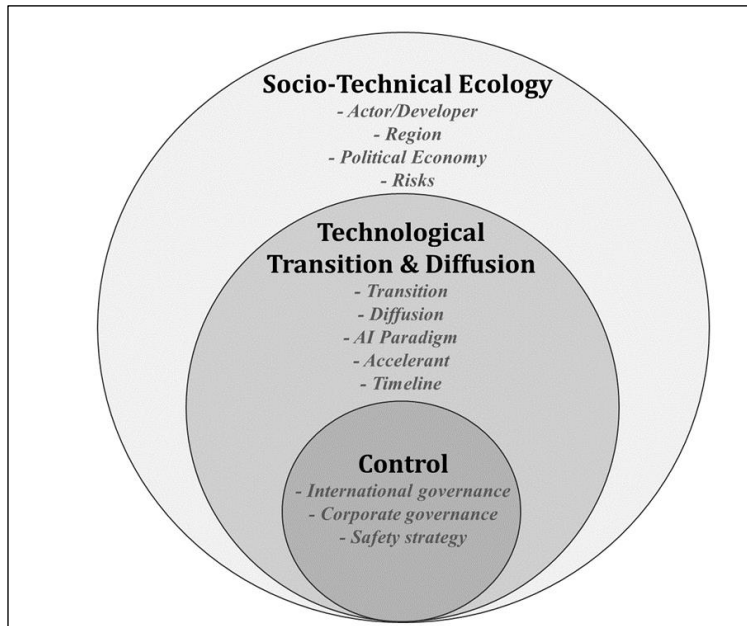 Socio-Technical Ecology
- Actor/Developer
- Region
- Political Economy
- Risks
Technological
Transition & Diffusion
- Transition
- Diffusion
- AI Paradigm
- Accelerant
- Timeline
Control
- International governance
- Corporate governance
- Safety strategy